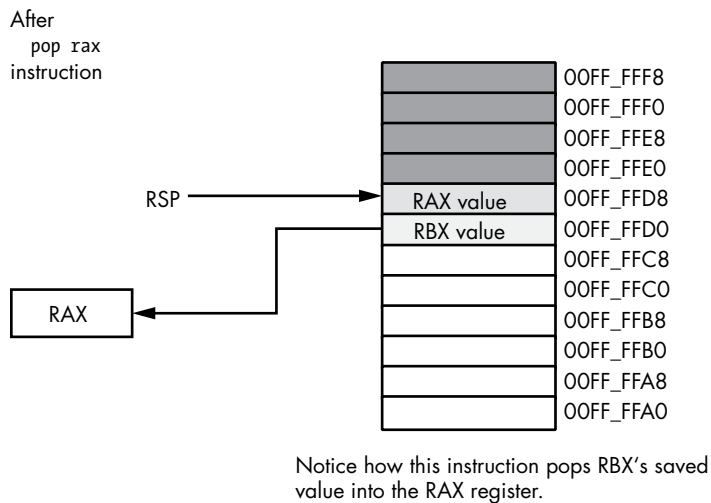 After
pop rax
instruction
00FF_FFF8
00FF_FFF0
00FF_FFE8
00FF_FFE0
RSP
RAX value
00FF_FFD8
RBX value
00FF_FFD0
00FF_FFC8
00FF_FFC0
RAX
00FF_FFB8
00FF_FFB0
00FF_FFA8
00FF_FFA0
Notice how this instruction pops RBX‘s saved
value into the RAX register.